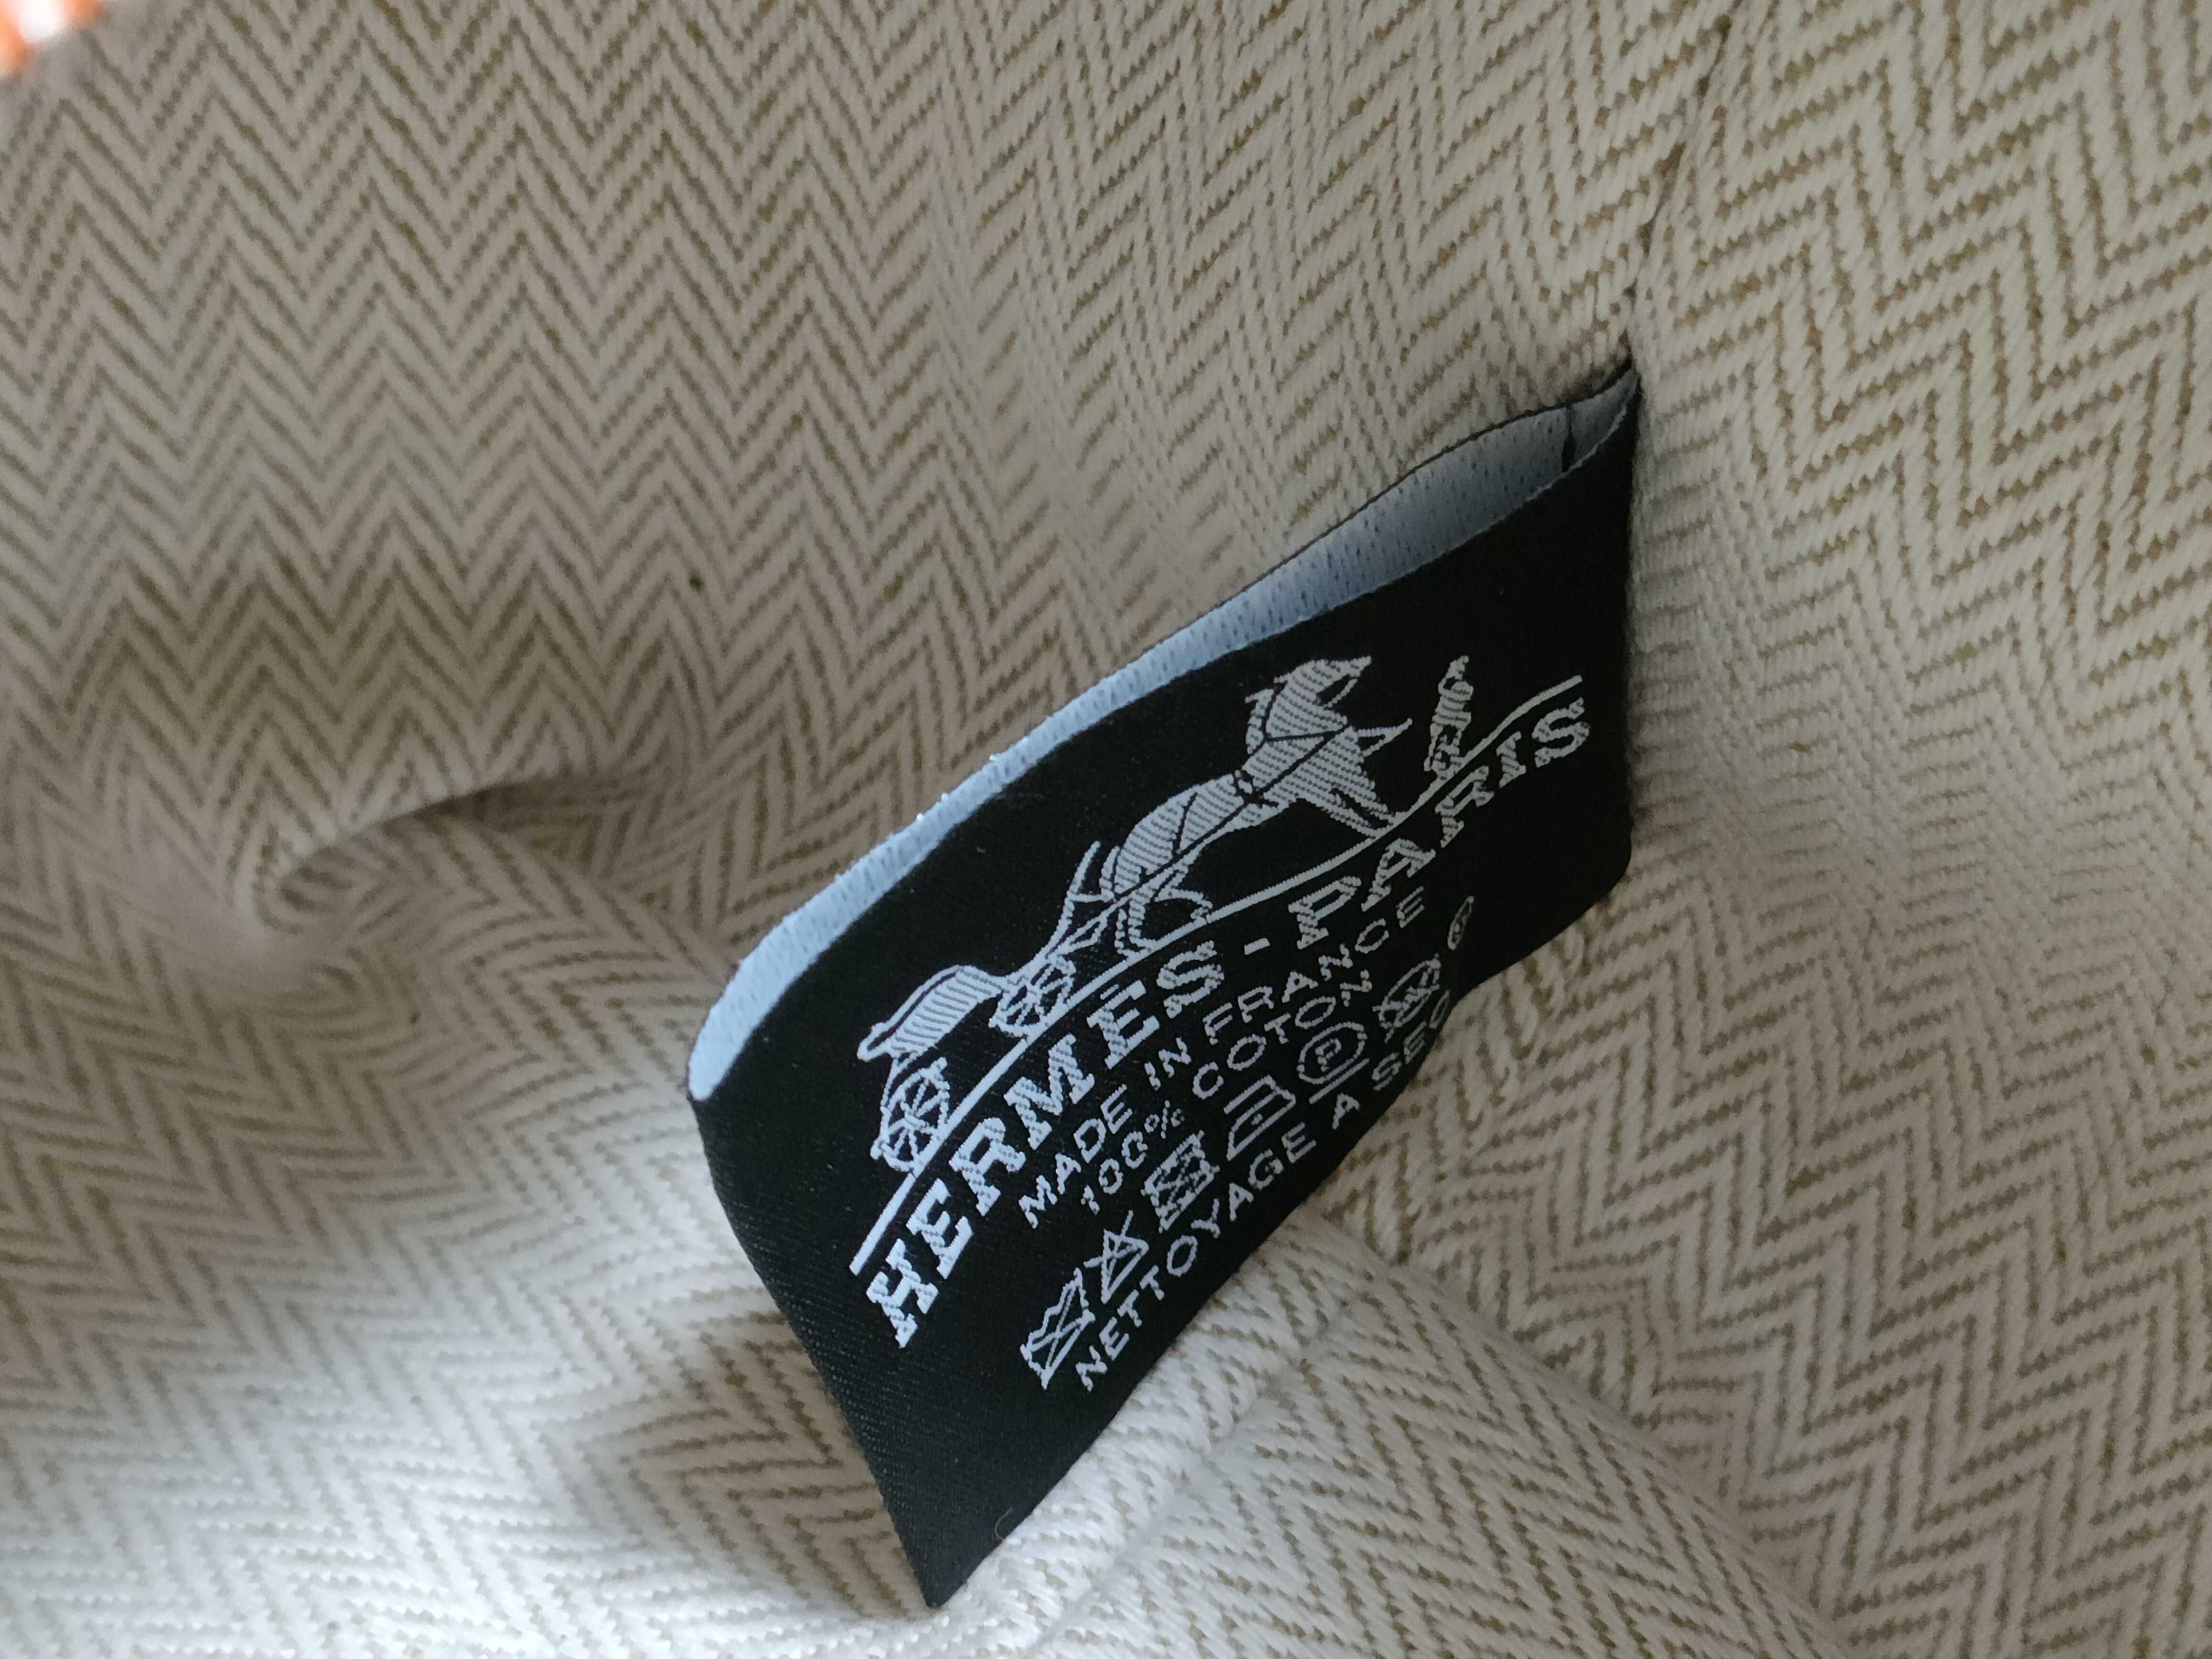 HERMES-PARIS
MADE IN FRANCE
100% COTON
P
NETTOYAGE A SEC